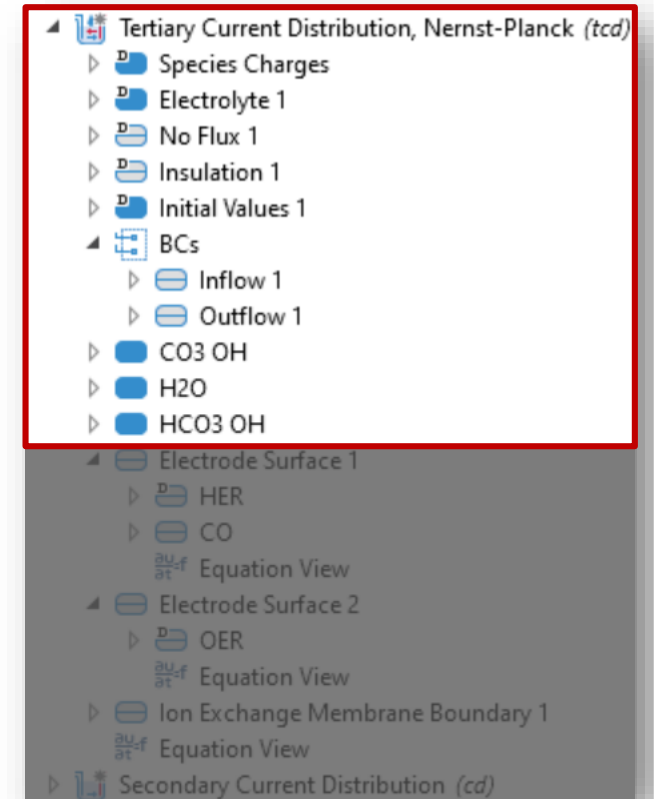 Tertiary Current Distribution, Nernst-Planck (tcd)
D Species Charges
D Electrolyte 1
D No Flux 1
D Insulation 1
D Initial Values 1
BCs
Inflow 1
Outflow 1
CO3 OH
H2O
HCO3 OH
Electrode Surface 1
D HER
CO
∂u/∂t=f Equation View
Electrode Surface 2
D OER
∂u/∂t=f Equation View
Ion Exchange Membrane Boundary 1
∂u/∂t=f Equation View
Secondary Current Distribution (cd)